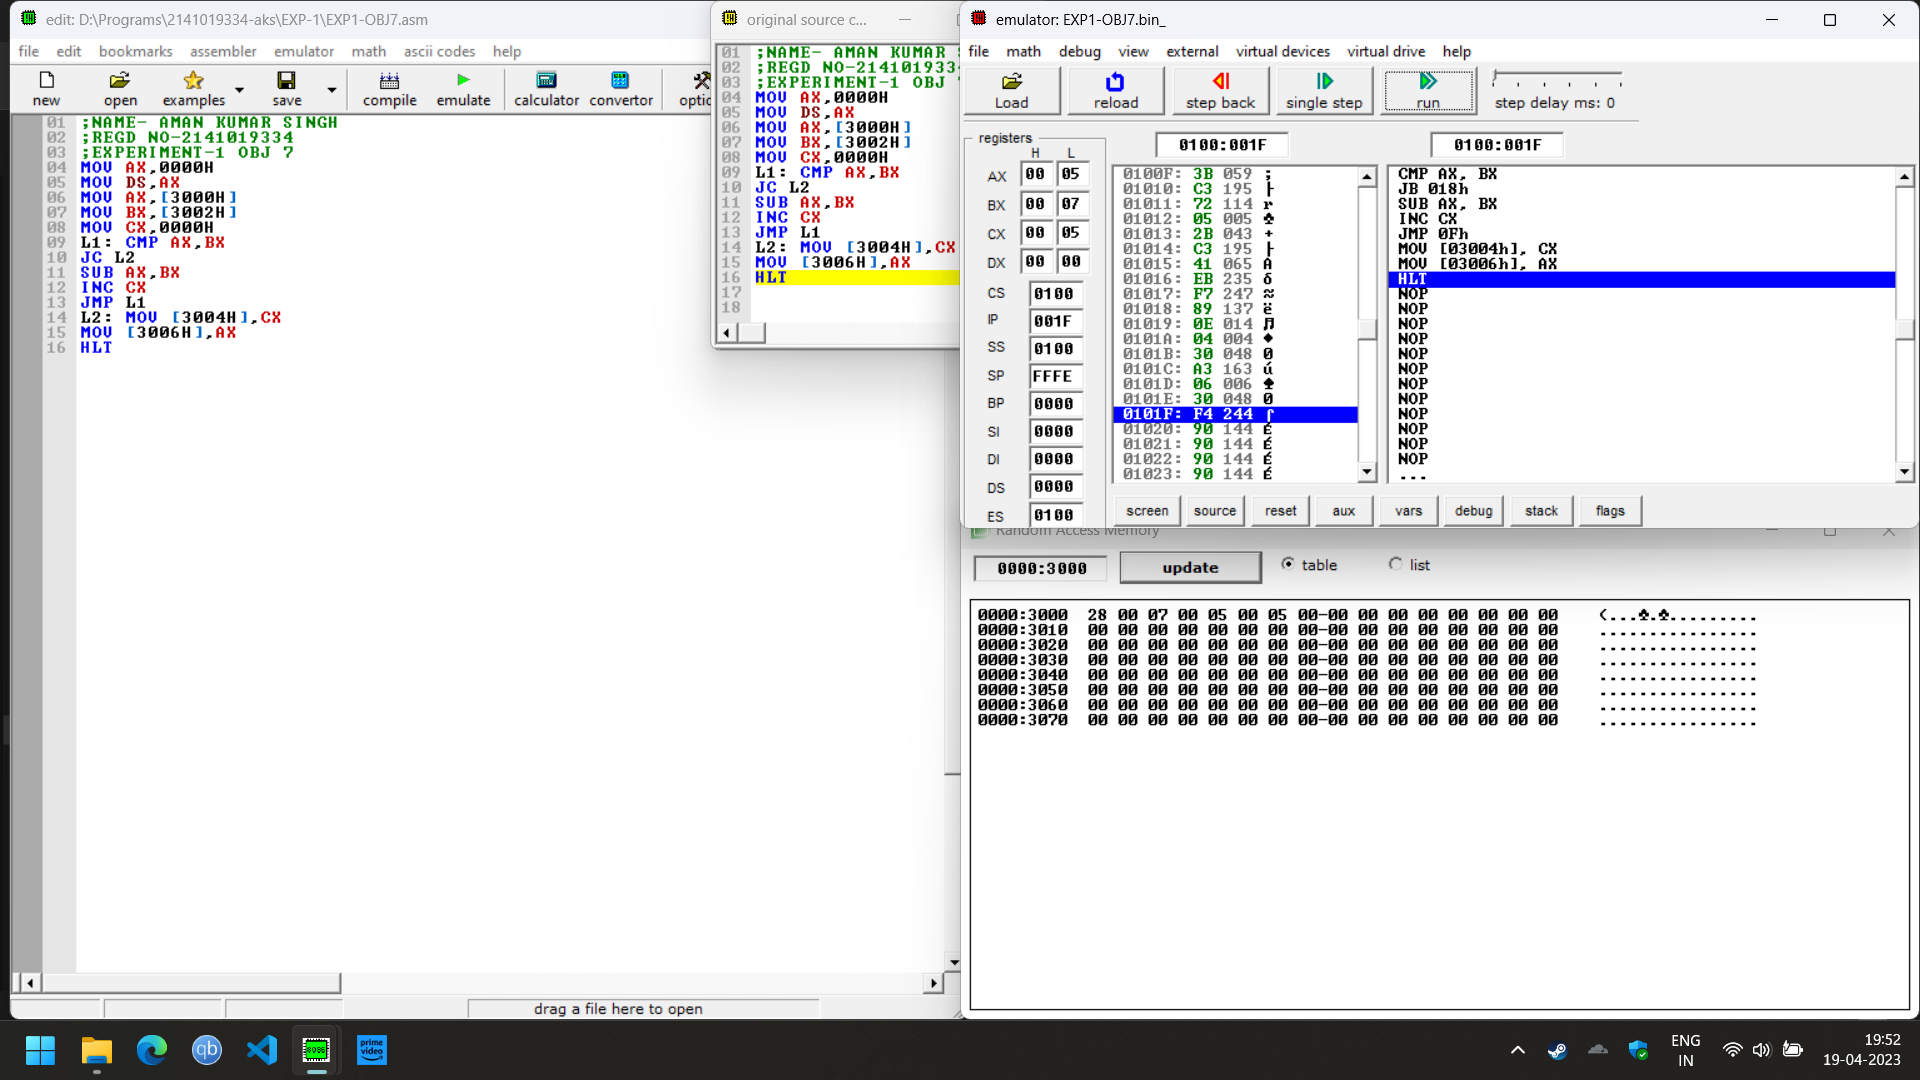 edit: D:\Programs\2141019334-aks\EXP-1\EXP1-OBJ7.asm
file edit bookmarks assembler emulator math ascii codes help
new open examples save compile emulate calculator convertor optio
01 ;NAME- AMAN KUMAR SINGH
02 ;REGD NO-2141019334
03 ;EXPERIMENT-1 OBJ 7
04 MOV AX,0000H
05 MOV DS,AX
06 MOV AX,[3000H]
07 MOV BX,[3002H]
08 MOV CX,0000H
09 L1: CMP AX,BX
10 JC L2
11 SUB AX,BX
12 INC CX
13 JMP L1
14 L2: MOV [3004H],CX
15 MOV [3006H],AX
16 HLT
drag a file here to open
original source c...
01 ;NAME- AMAN KUMAR
02 ;REGD NO-214101933
03 ;EXPERIMENT-1 OBJ
04 MOV AX,0000H
05 MOV DS,AX
06 MOV AX,[3000H]
07 MOV BX,[3002H]
08 MOV CX,0000H
09 L1: CMP AX,BX
10 JC L2
11 SUB AX,BX
12 INC CX
13 JMP L1
14 L2: MOV [3004H],CX
15 MOV [3006H],AX
16 HLT
17
18
emulator: EXP1-OBJ7.bin_
file math debug view external virtual devices virtual drive help
Load reload step back single step run step delay ms: 0
registers
H L
AX 00 05
BX 00 07
CX 00 05
DX 00 00
CS 0100
IP 001F
SS 0100
SP FFFE
BP 0000
SI 0000
DI 0000
DS 0000
ES 0100
0100:001F
0100F: 3B 059 ;
01010: C3 195 ├
01011: 72 114 r
01012: 05 005 ♣
01013: 2B 043 +
01014: C3 195 ├
01015: 41 065 A
01016: EB 235 δ
01017: F7 247 ≈
01018: 89 137 ë
01019: 0E 014 ♫
0101A: 04 004 ♦
0101B: 30 048 0
0101C: A3 163 ú
0101D: 06 006 ♠
0101E: 30 048 0
0101F: F4 244 ⌠
01020: 90 144 É
01021: 90 144 É
01022: 90 144 É
01023: 90 144 É
0100:001F
CMP AX, BX
JB 018h
SUB AX, BX
INC CX
JMP 0Fh
MOV [03004h], CX
MOV [03006h], AX
HLT
NOP
NOP
NOP
NOP
NOP
NOP
NOP
NOP
NOP
NOP
NOP
NOP
...
screen source reset aux vars debug stack flags
Random Access Memory
0000:3000 update table list
0000:3000 28 00 07 00 05 00 05 00-00 00 00 00 00 00 00 00 (...♣.♣.........
0000:3010 00 00 00 00 00 00 00 00-00 00 00 00 00 00 00 00 ................
0000:3020 00 00 00 00 00 00 00 00-00 00 00 00 00 00 00 00 ................
0000:3030 00 00 00 00 00 00 00 00-00 00 00 00 00 00 00 00 ................
0000:3040 00 00 00 00 00 00 00 00-00 00 00 00 00 00 00 00 ................
0000:3050 00 00 00 00 00 00 00 00-00 00 00 00 00 00 00 00 ................
0000:3060 00 00 00 00 00 00 00 00-00 00 00 00 00 00 00 00 ................
0000:3070 00 00 00 00 00 00 00 00-00 00 00 00 00 00 00 00 ................
qb
8086
prime video
ENG
IN
19:52
19-04-2023